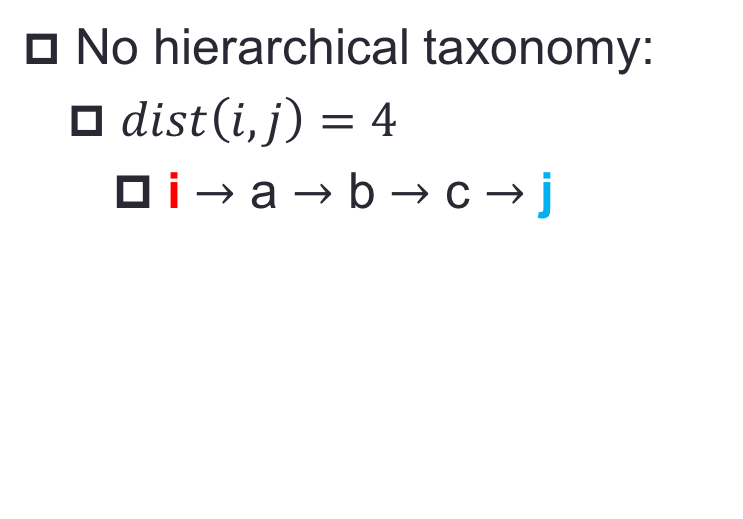 No hierarchical taxonomy:
dist(i,j) = 4
i → a → b → c → j